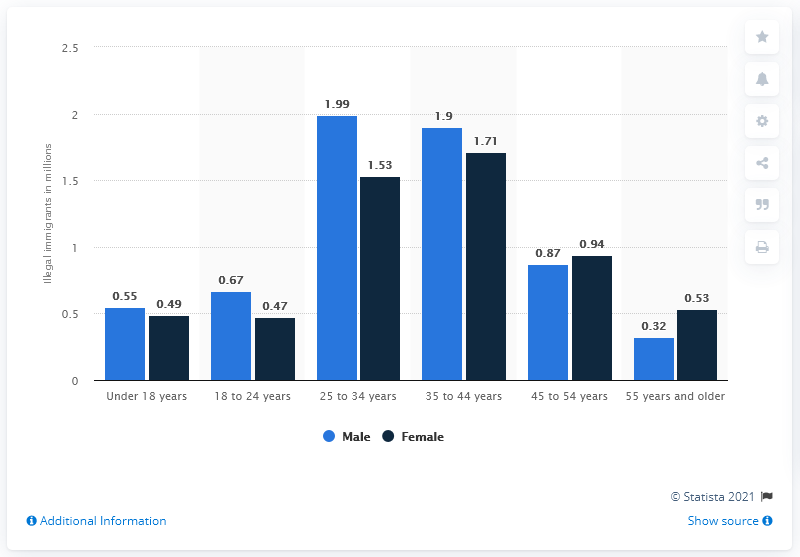 2.5
2
1.5
1
0.5
0
Illegal immigrants in millions
0.55
0.49
0.67
0.47
1.99
1.53
1.9
1.71
0.87
0.94
0.32
0.53
Under 18 years
18 to 24 years
25 to 34 years
35 to 44 years
45 to 54 years
55 years and older
Male
Female
© Statista 2021
Additional Information
Show source